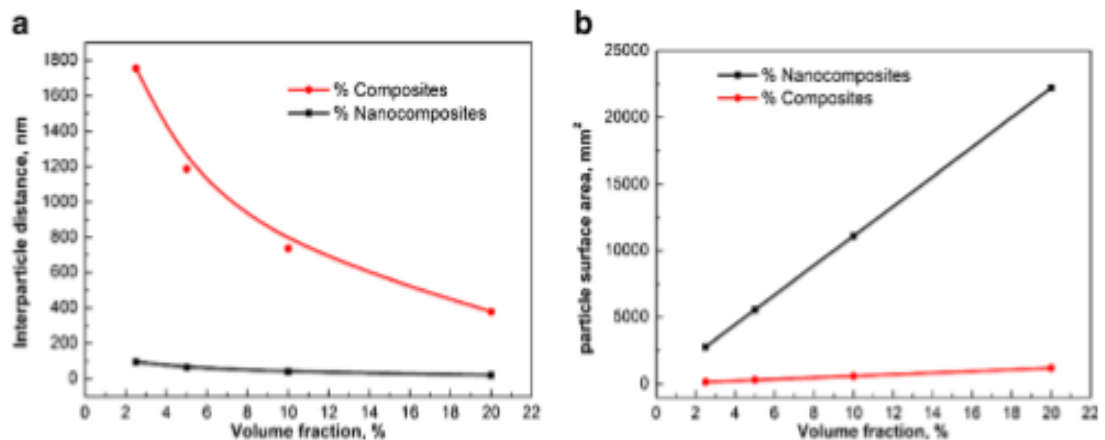 a
Interparticle distance, nm
1800
1600
1400
1200
1000
800
600
400
200
0
% Composites
% Nanocomposites
0 2 4 6 8 10 12 14 16 18 20 22
Volume fraction, %
b
particle surface area, mm²
25000
20000
15000
10000
5000
0
% Nanocomposites
% Composites
0 2 4 6 8 10 12 14 16 18 20 22
Volume fraction, %